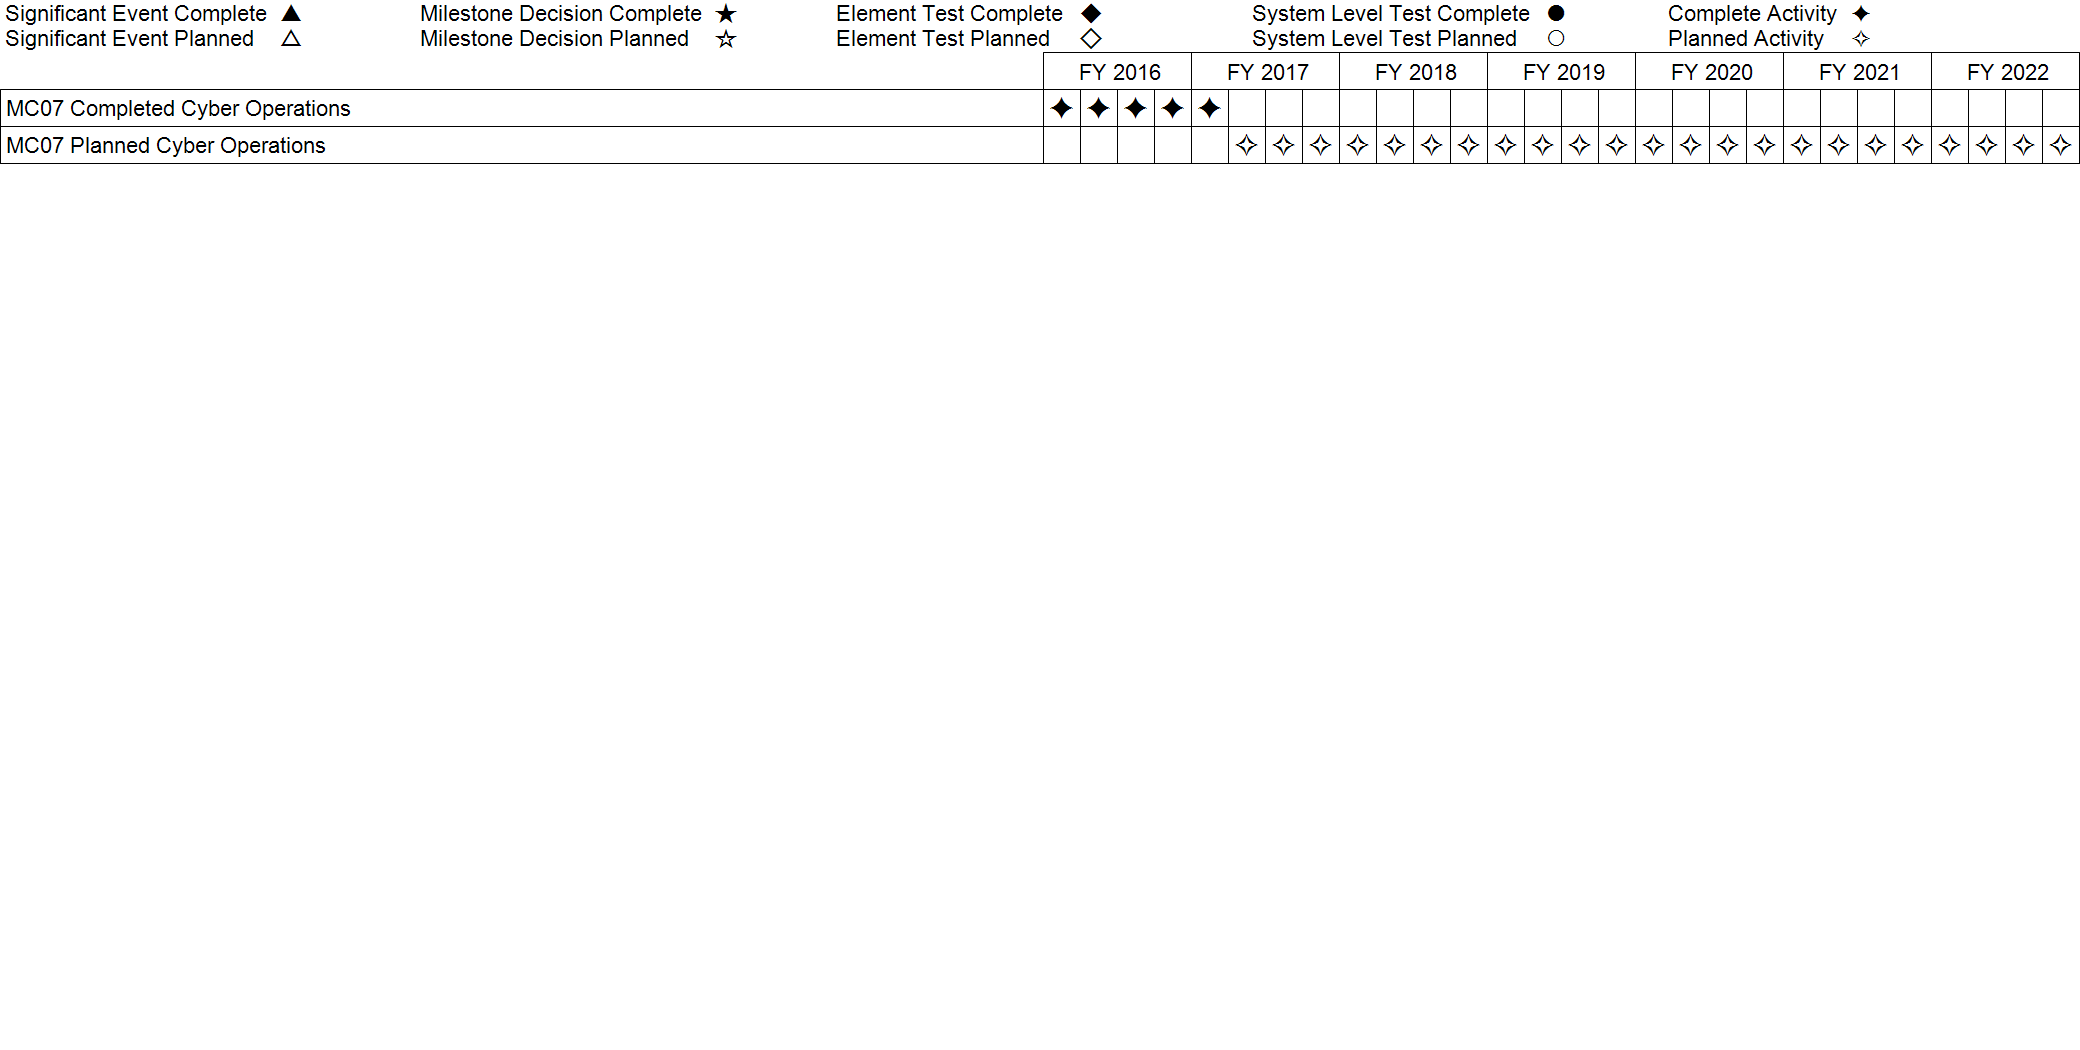 Significant Event Complete ▲ Milestone Decision Complete ★ Element Test Complete ◆ System Level Test Complete ● Complete Activity ✦
Significant Event Planned △ Milestone Decision Planned ☆ Element Test Planned ◇ System Level Test Planned ○ Planned Activity ✧
FY 2016 FY 2017 FY 2018 FY 2019 FY 2020 FY 2021 FY 2022
MC07 Completed Cyber Operations ✦ ✦ ✦ ✦ ✦
MC07 Planned Cyber Operations ✧ ✧ ✧ ✧ ✧ ✧ ✧ ✧ ✧ ✧ ✧ ✧ ✧ ✧ ✧ ✧ ✧ ✧ ✧ ✧ ✧ ✧ ✧